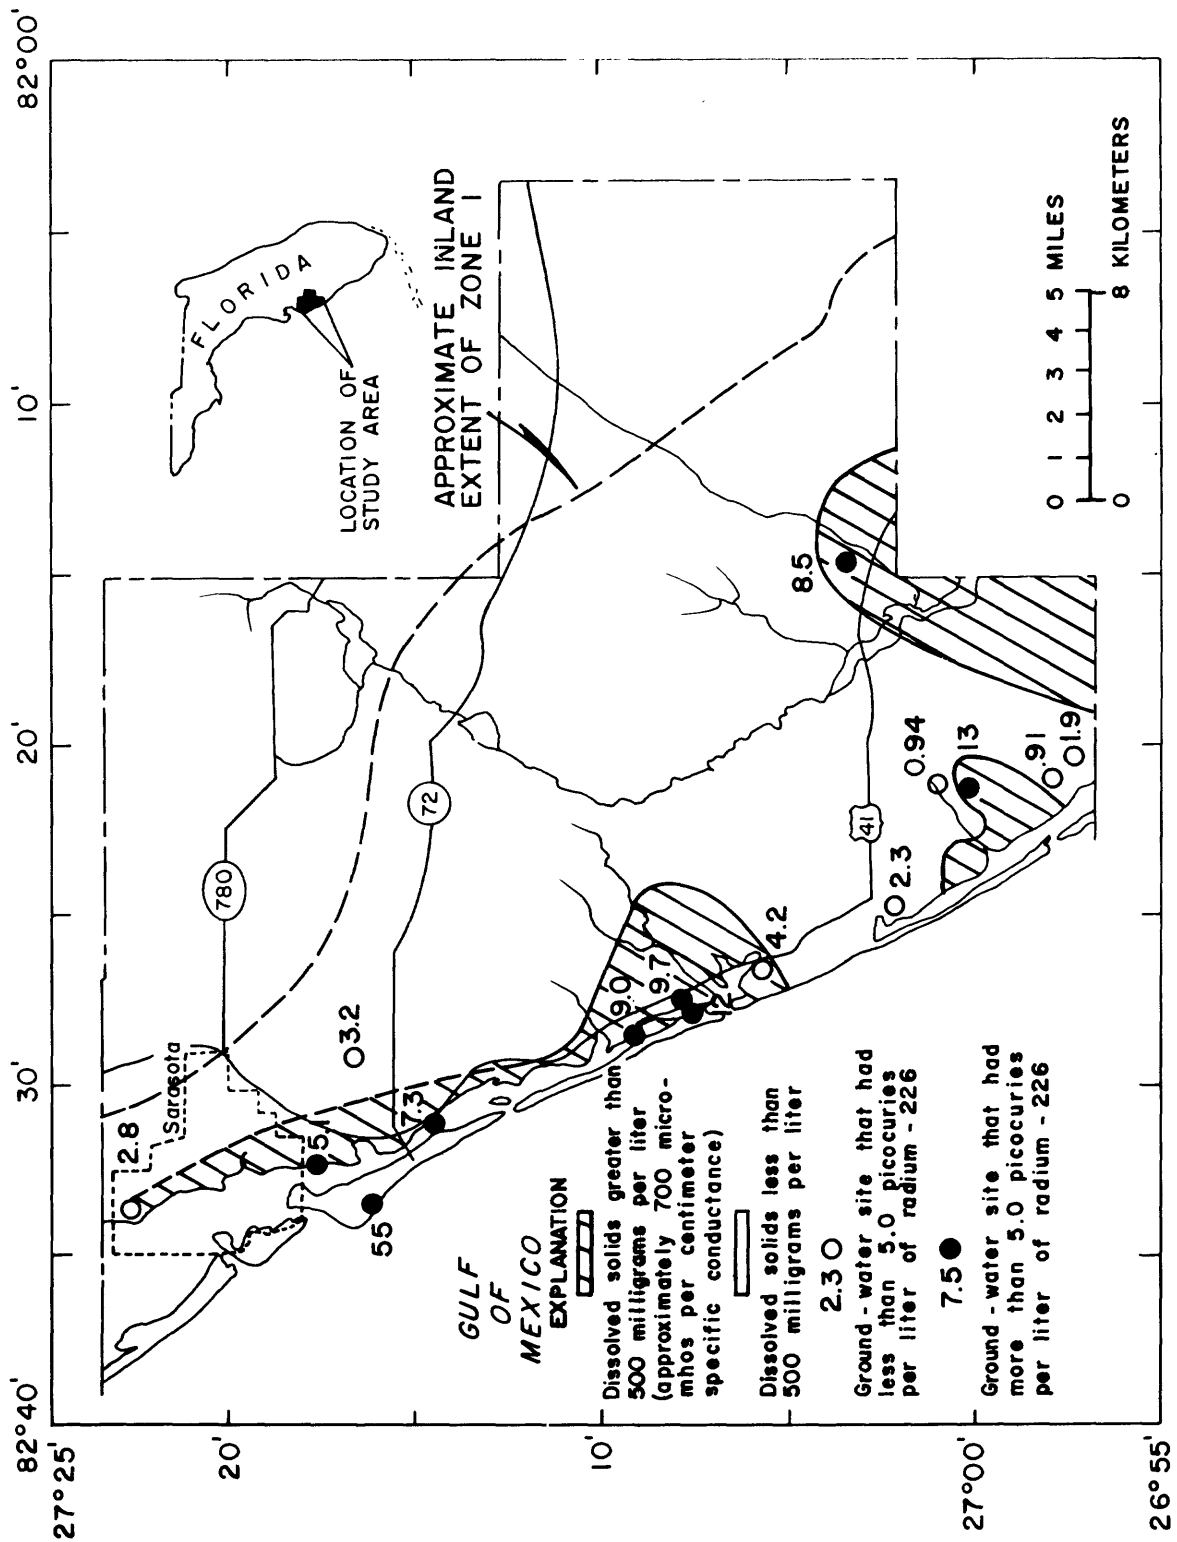 82°40'
30'
20'
10'
82°00'
27°25'
20'
10'
27°00'
26°55'
FLORIDA
LOCATION OF
STUDY AREA
APPROXIMATE INLAND
EXTENT OF ZONE 1
780
72
41
Sarasota
2.8
5.
55
7.3
3.2
9.0
9.7
12
4.2
2.3
0.94
13
.91
1.9
8.5
GULF
OF
MEXICO
EXPLANATION
Dissolved solids greater than
500 milligrams per liter
(approximately 700 micro-
mhos per centimeter
specific conductance)
Dissolved solids less than
500 milligrams per liter
2.3
Ground-water site that had
less than 5.0 picocuries
per liter of radium-226
7.5
Ground-water site that had
more than 5.0 picocuries
per liter of radium-226
0 1 2 3 4 5 MILES
0 8 KILOMETERS